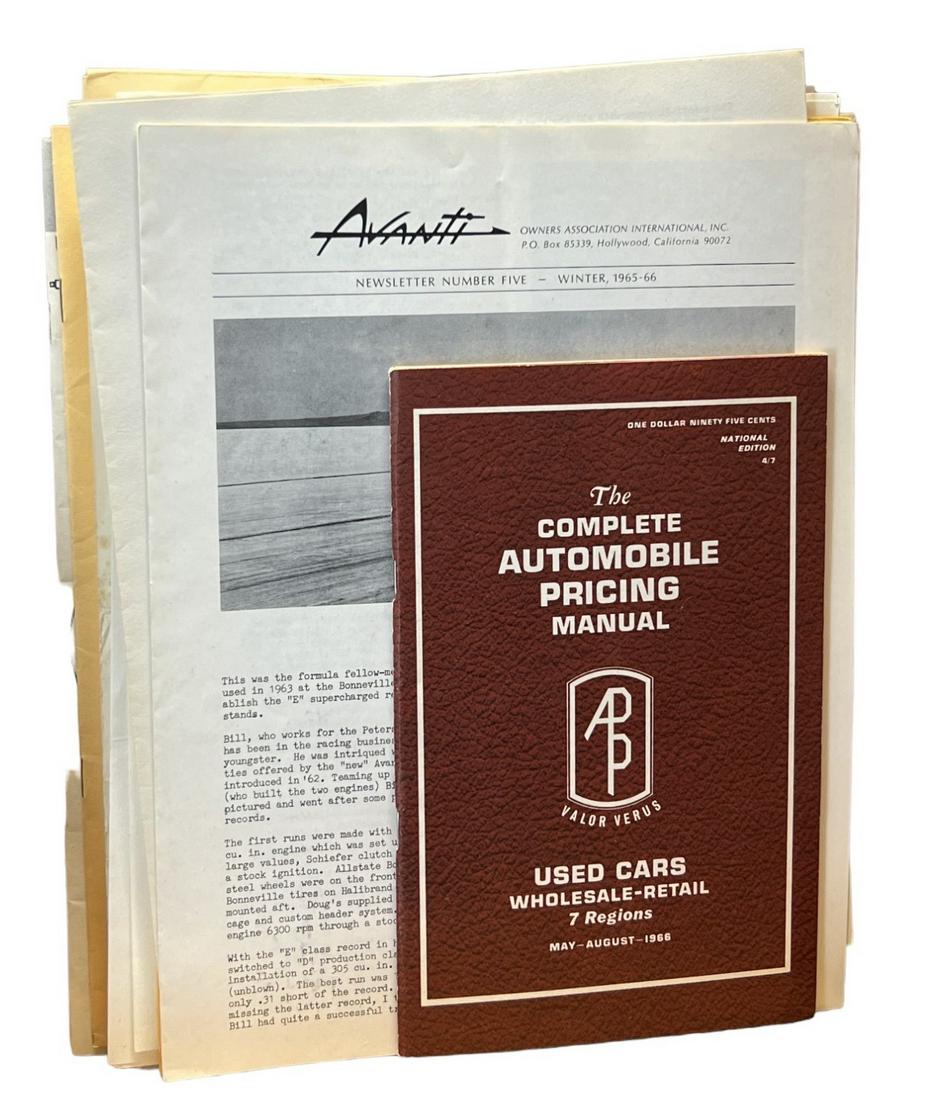 Avanti
OWNERS ASSOCIATION INTERNATIONAL, INC.
P.O. Box 85339, Hollywood, California 90072
NEWSLETTER NUMBER FIVE — WINTER, 1965-66
This was the formula fellow-me
used in 1963 at the Bonneville
ablish the "E" supercharged re
stands.
Bill, who works for the Peters
has been in the racing busines
youngster. He was intriqued w
ties offered by the "new" Avan
introduced in '62. Teaming up
(who built the two engines) Bi
pictured and went after some
records.
The first runs were made with
cu. in. engine which was set u
large values, Schiefer clutch
a stock ignition. Allstate Bo
steel wheels were on the front
Bonneville tires on Halibrand
mounted aft. Doug's supplied
cage and custom header system.
engine 6300 rpm through a stoc
With the "E" class record in h
switched to "D" production cla
installation of a 305 cu. in.
(unblown). The best run was
only .31 short of the record.
missing the latter record, I t
Bill had quite a successful t
ONE DOLLAR NINETY FIVE CENTS
NATIONAL
EDITION
4/7
The
COMPLETE
AUTOMOBILE
PRICING
MANUAL
APP
VALOR VERUS
USED CARS
WHOLESALE-RETAIL
7 Regions
MAY—AUGUST—1966